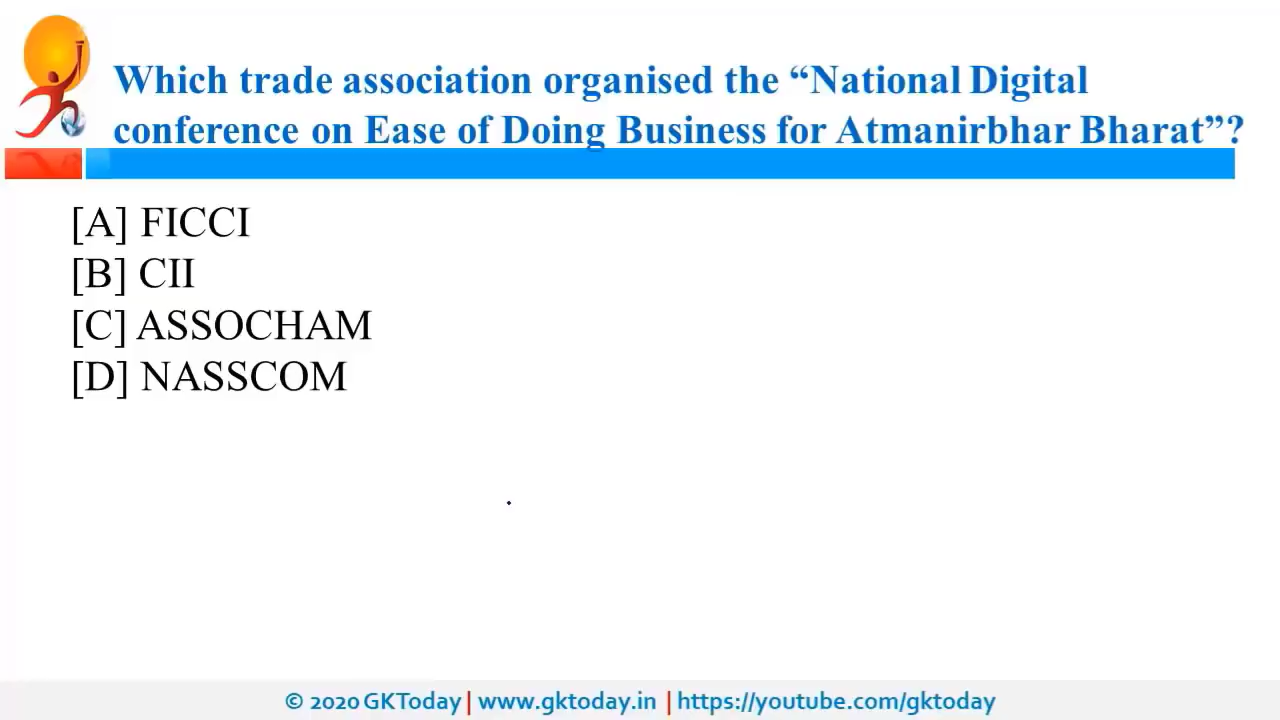 Which trade association organised the “National Digital
conference on Ease of Doing Business for Atmanirbhar Bharat”?
[A] FICCI
[B] CII
[C] ASSOCHAM
[D] NASSCOM
© 2020 GKToday | www.gktoday.in | https://youtube.com/gktoday